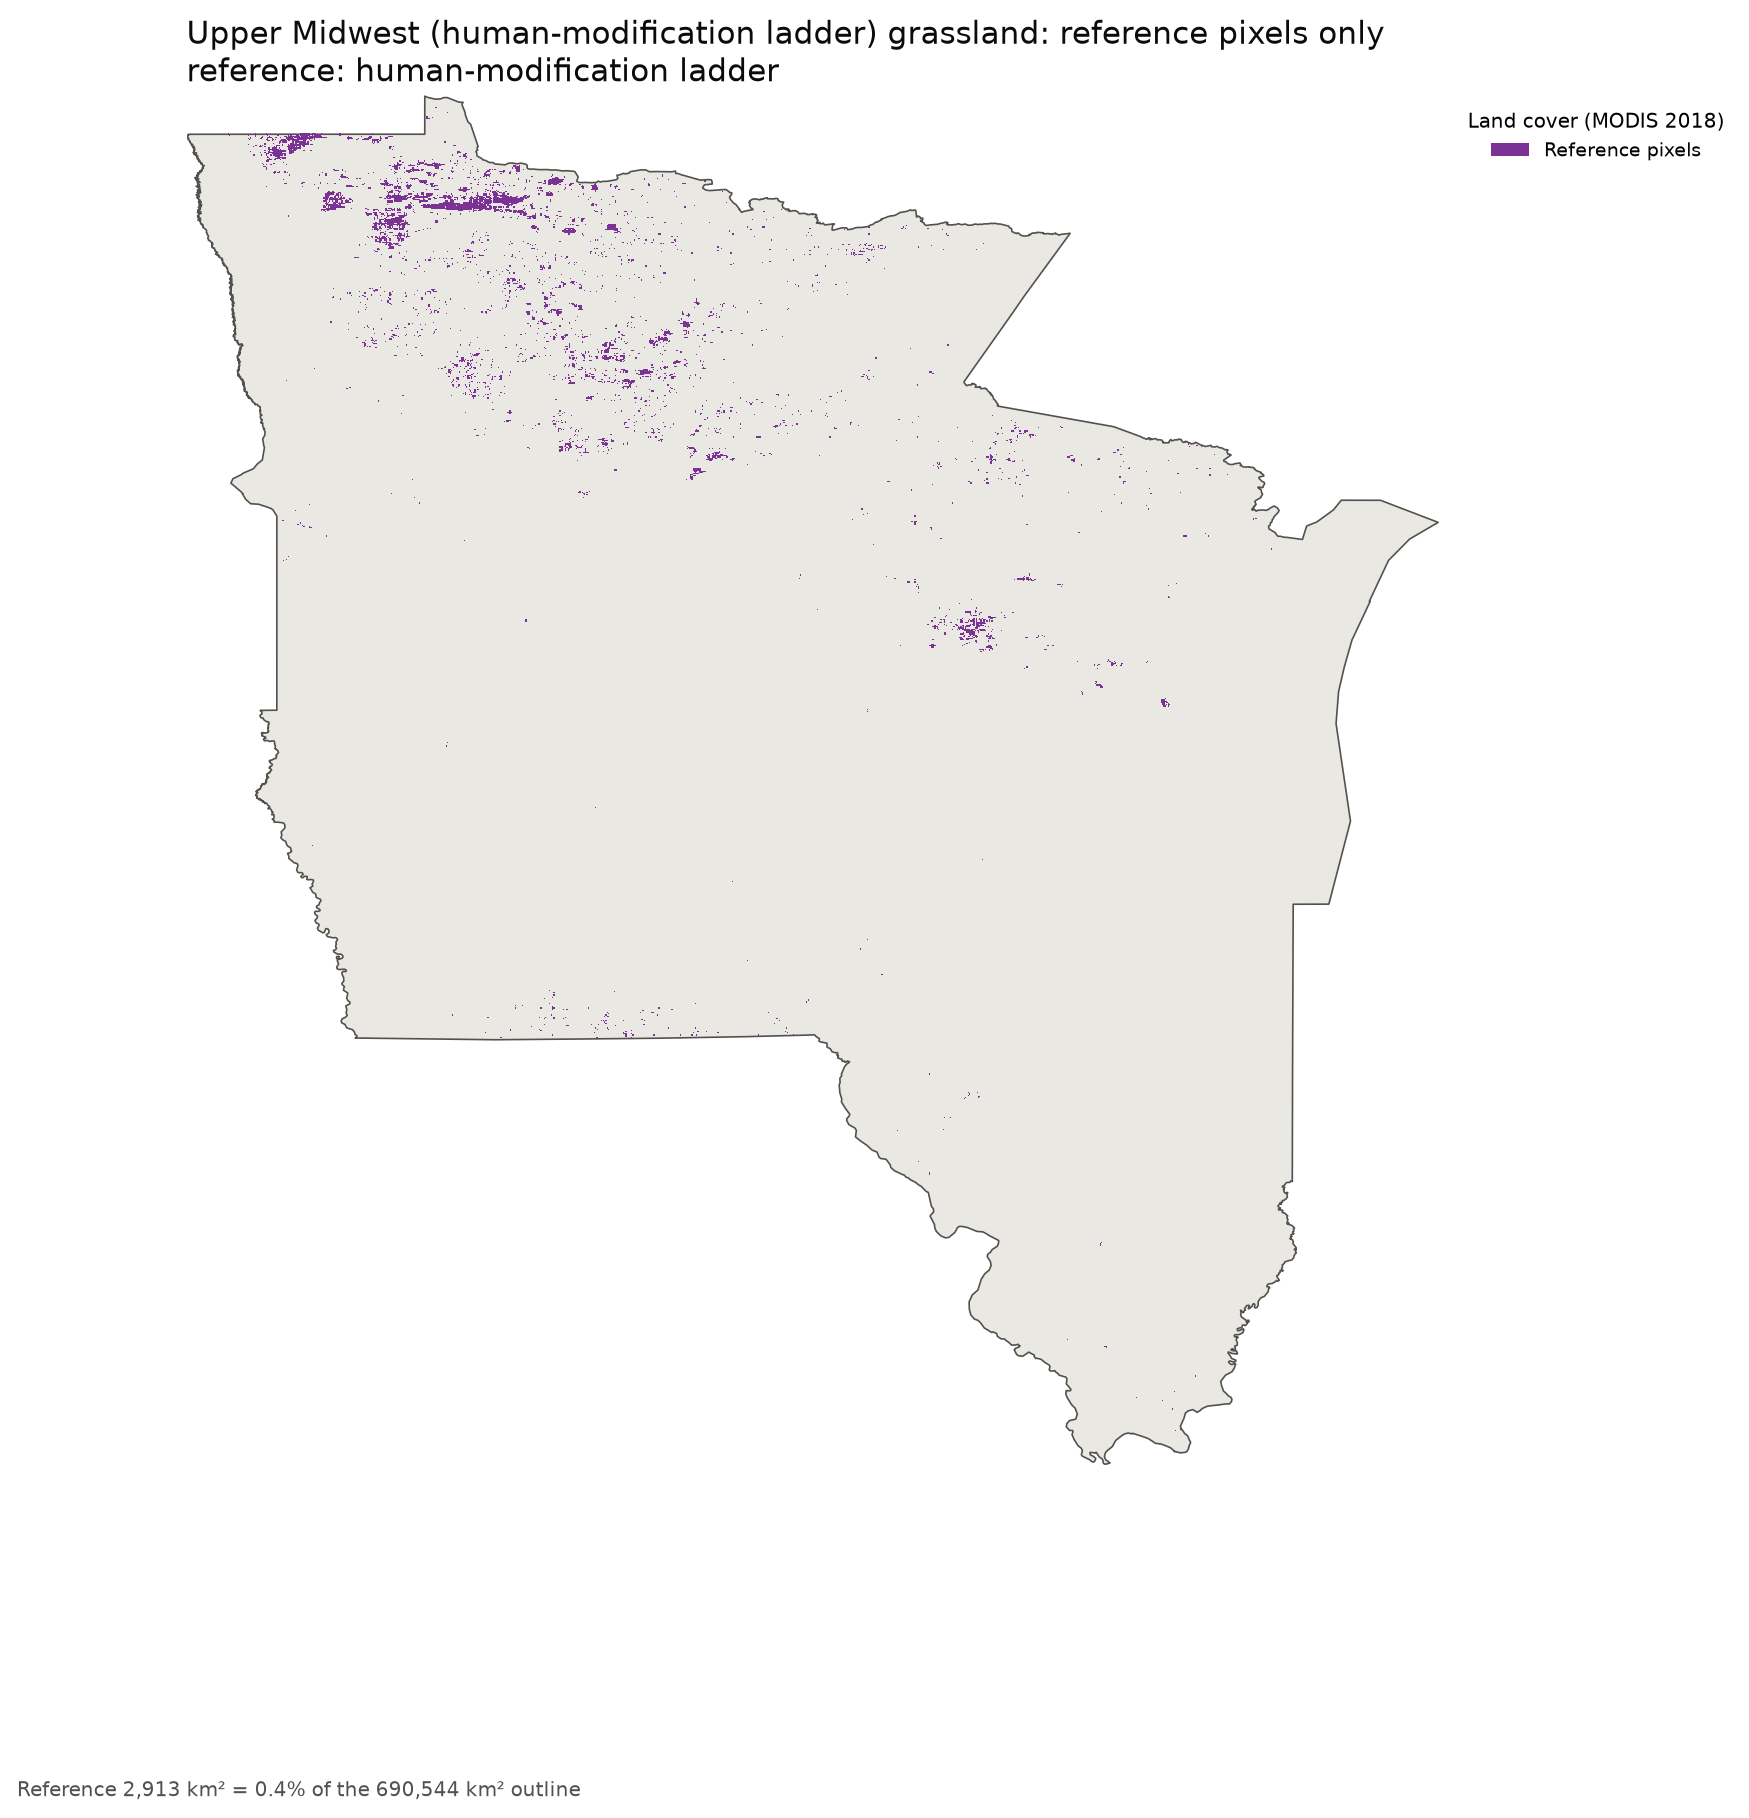 Upper Midwest (human-modification ladder) grassland: reference pixels only
reference: human-modification ladder
Land cover (MODIS 2018)
Reference pixels
Reference 2,913 km² = 0.4% of the 690,544 km² outline